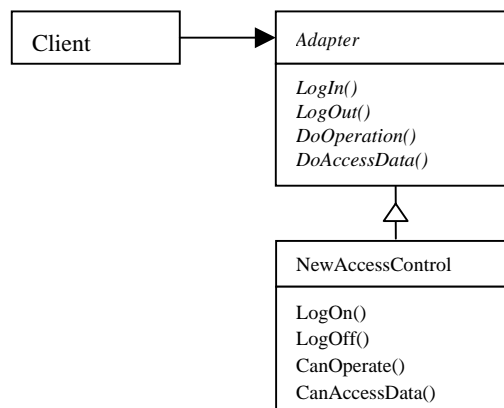 Client
Adapter
LogIn()
LogOut()
DoOperation()
DoAccessData()
NewAccessControl
LogOn()
LogOff()
CanOperate()
CanAccessData()